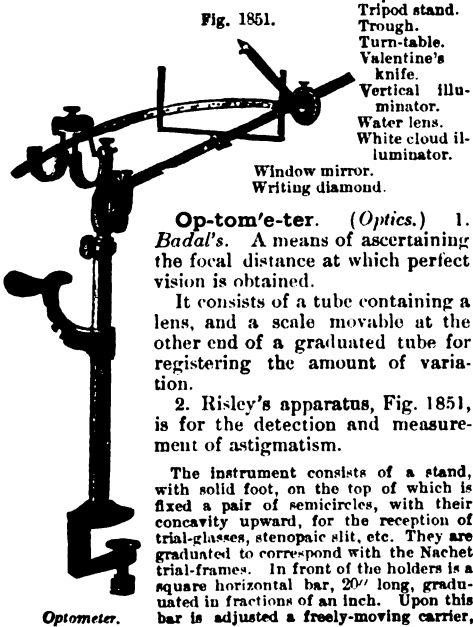 Fig. 1851.
Tripod stand.
Trough.
Turn-table.
Valentine's
knife.
Vertical illu-
minator.
Water lens.
White cloud il-
luminator.
Window mirror.
Writing diamond.
Op-tom'e-ter. (Optics.) 1.
Badal's. A means of ascertaining
the focal distance at which perfect
vision is obtained.
It consists of a tube containing a
lens, and a scale movable at the
other end of a graduated tube for
registering the amount of varia-
tion.
2. Risley's apparatus, Fig. 1851,
is for the detection and measure-
ment of astigmatism.
The instrument consists of a stand,
with solid foot, on the top of which is
fixed a pair of semicircles, with their
concavity upward, for the reception of
trial-glasses, stenopaic slit, etc. They are
graduated to correspond with the Nachet
trial-frames. In front of the holders is a
square horizontal bar, 20″ long, gradu-
uated in fractions of an inch. Upon this
bar is adjusted a freely-moving carrier,
Optometer.